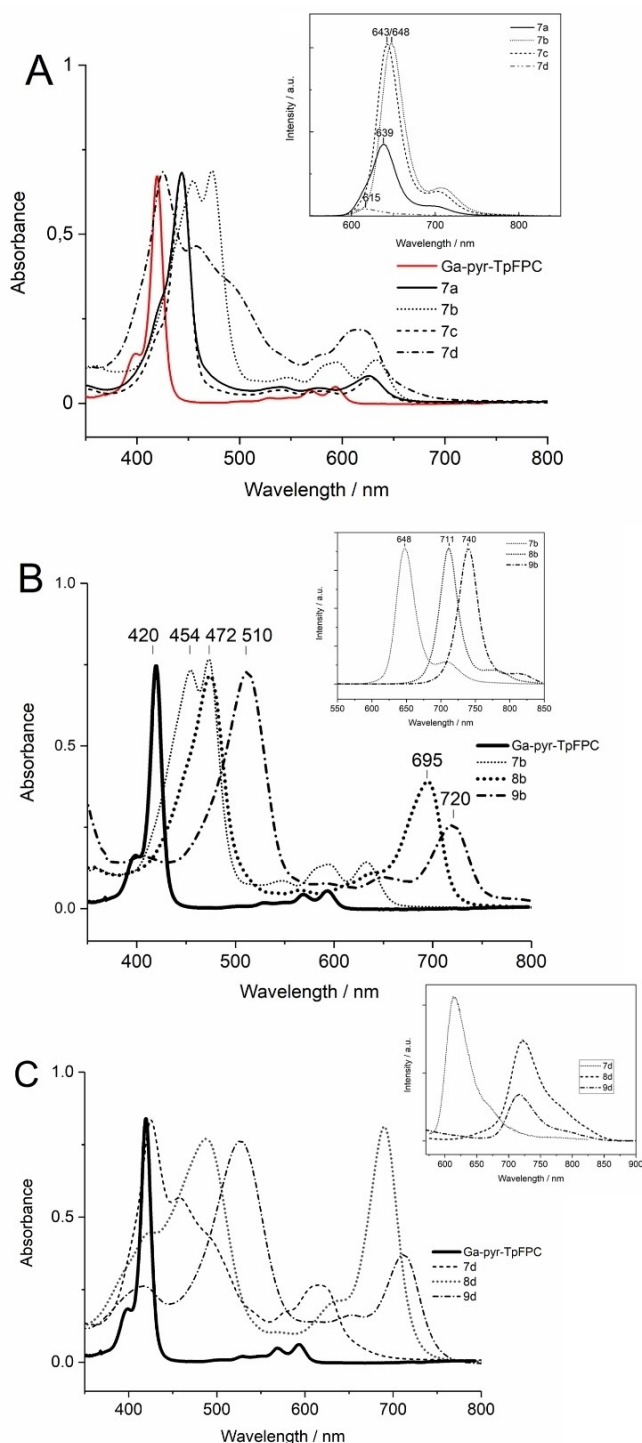 A
1
0,5
0
Absorbance
400 500 600 700 800
Wavelength / nm
Ga-pyr-TpFPC
7a
7b
7c
7d
643/648
639
615
7a
7b
7c
7d
Intensity / a.u.
600 700 800
Wavelength / nm
B
1.0
0.5
0.0
Absorbance
420 454 472 510
695
720
400 500 600 700 800
Wavelength / nm
Ga-pyr-TpFPC
7b
8b
9b
648 711 740
7b
8b
9b
Intensity / a.u.
550 600 650 700 750 800 850
Wavelength / nm
C
1.0
0.5
0.0
Absorbance
400 500 600 700 800
Wavelength / nm
Ga-pyr-TpFPC
7d
8d
9d
7d
8d
9d
Intensity / a.u.
600 650 700 750 800 850 900
Wavelength / nm